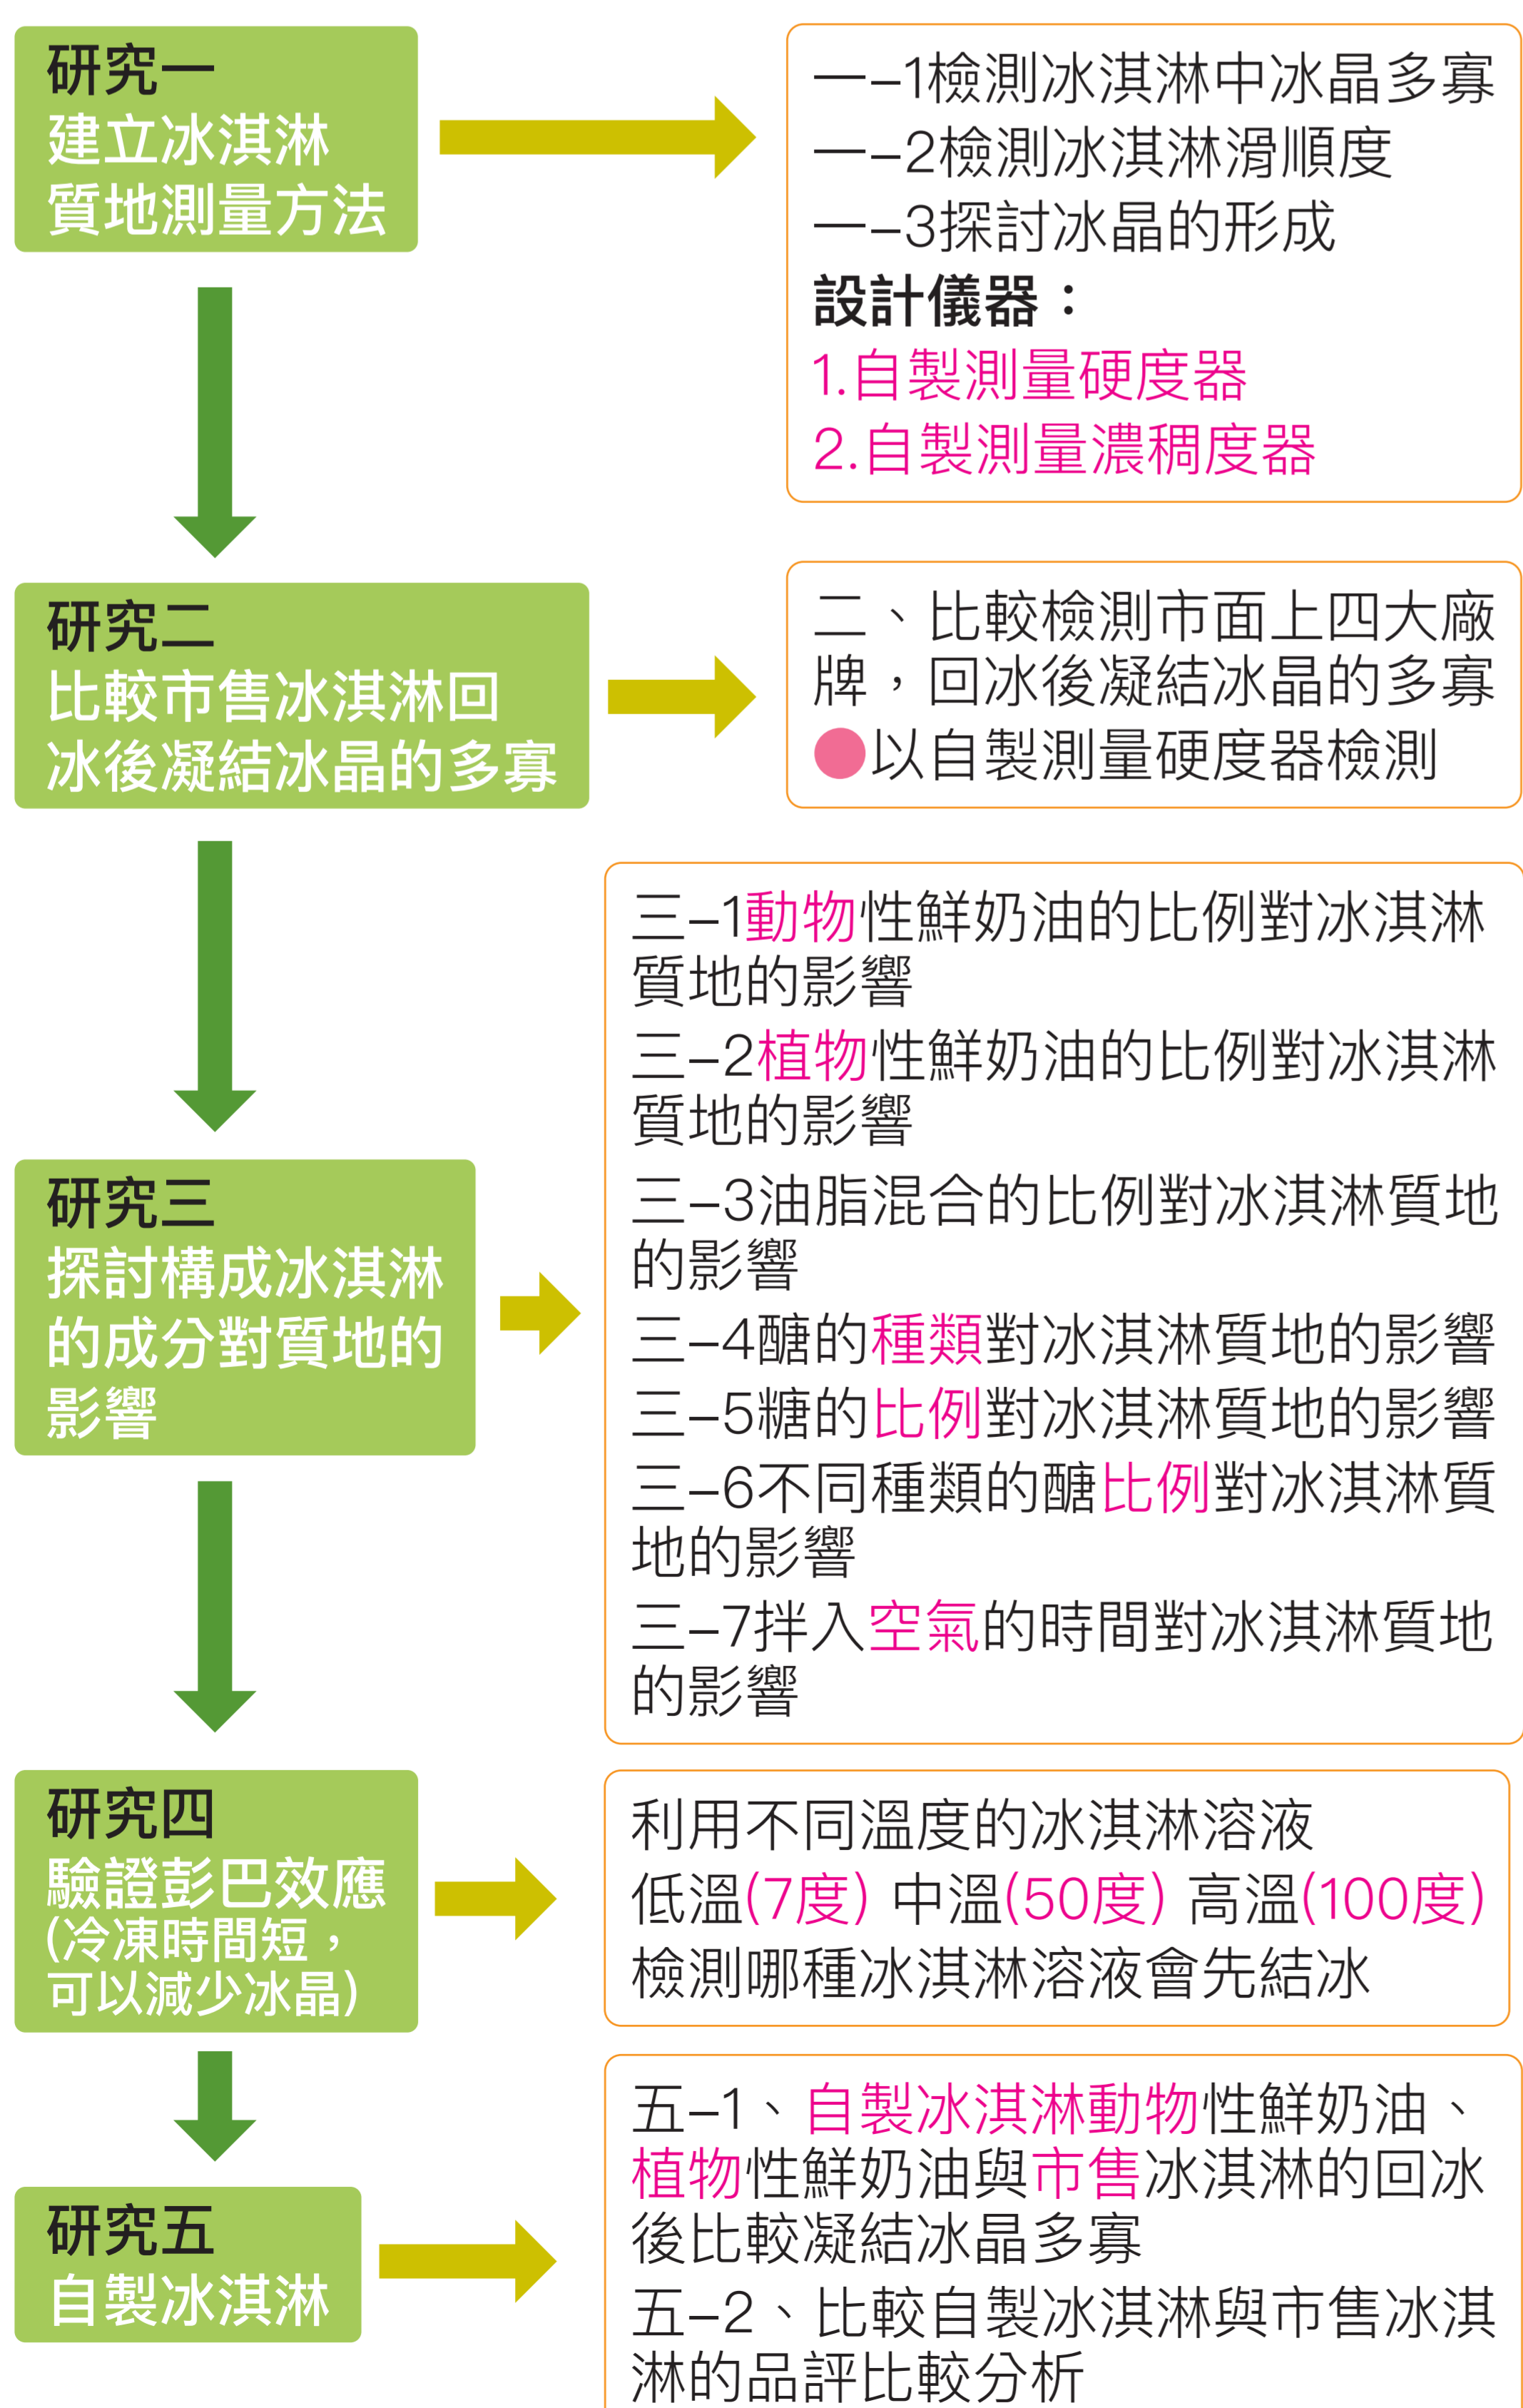 研究一
建立冰淇淋
質地測量方法
一–1檢測冰淇淋中冰晶多寡
一–2檢測冰淇淋滑順度
一–3探討冰晶的形成
設計儀器：
1.自製測量硬度器
2.自製測量濃稠度器
研究二
比較市售冰淇淋回
冰後凝結冰晶的多寡
二、比較檢測市面上四大廠
牌，回冰後凝結冰晶的多寡
●以自製測量硬度器檢測
研究三
探討構成冰淇淋
的成分對質地的
影響
三–1動物性鮮奶油的比例對冰淇淋
質地的影響
三–2植物性鮮奶油的比例對冰淇淋
質地的影響
三–3油脂混合的比例對冰淇淋質地
的影響
三–4醣的種類對冰淇淋質地的影響
三–5糖的比例對冰淇淋質地的影響
三–6不同種類的醣比例對冰淇淋質
地的影響
三–7拌入空氣的時間對冰淇淋質地
的影響
研究四
驗證彭巴效應
(冷凍時間短，
可以減少冰晶)
利用不同溫度的冰淇淋溶液
低溫(7度) 中溫(50度) 高溫(100度)
檢測哪種冰淇淋溶液會先結冰
研究五
自製冰淇淋
五–1、自製冰淇淋動物性鮮奶油、
植物性鮮奶油與市售冰淇淋的回冰
後比較凝結冰晶多寡
五–2、比較自製冰淇淋與市售冰淇
淋的品評比較分析